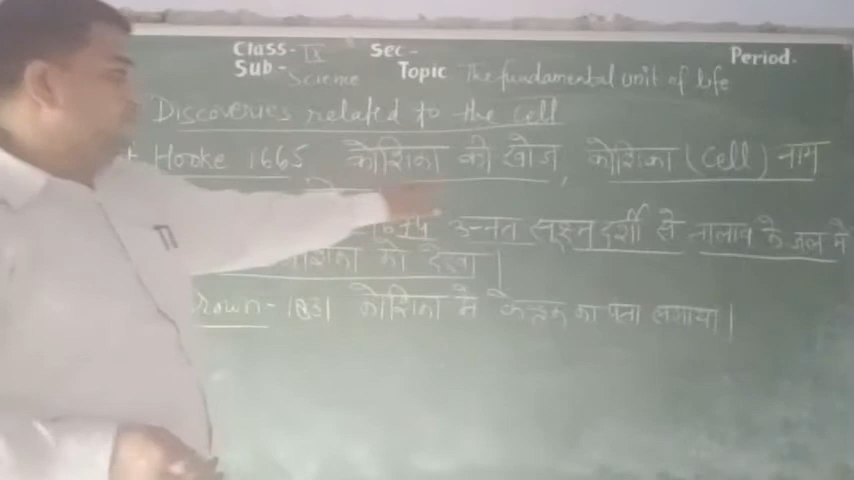 Class- IX Sec- Period.
Sub- Science Topic The fundamental unit of life
Discoveries related to the cell
Hooke 1665 कोशिका की खोज, कोशिका (Cell) नाम
1674 उन्नत सूक्ष्मदर्शी से तालाब के जल में
को देखा |
Brown- 1831 कोशिका में केन्द्रक का पता लगाया |